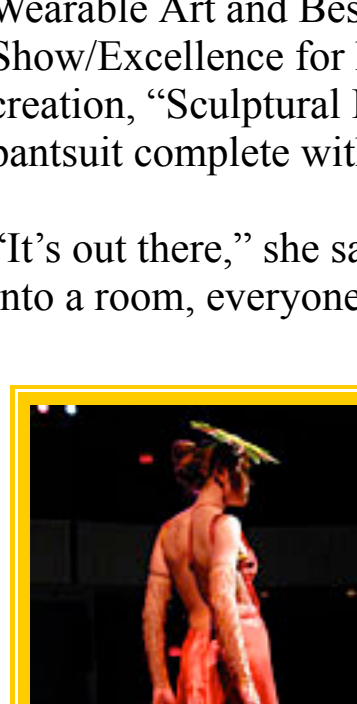 Wearable Art and Bes
Show/Excellence for
creation, “Sculptural
pantsuit complete wit
“It’s out there,” she sa
into a room, everyone